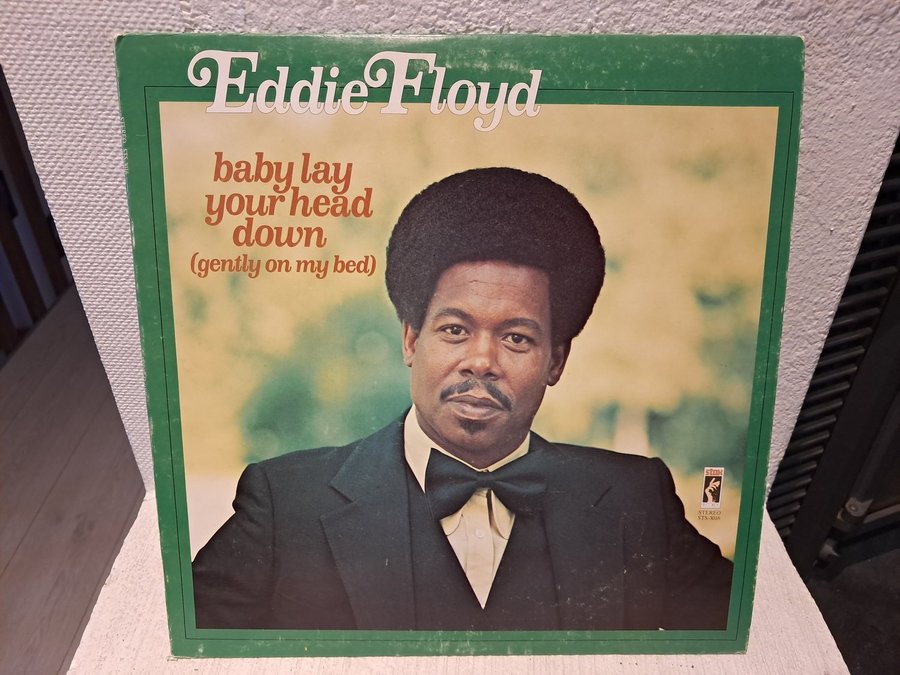 Eddie Floyd
baby lay
your head
down
(gently on my bed)
stax
STEREO